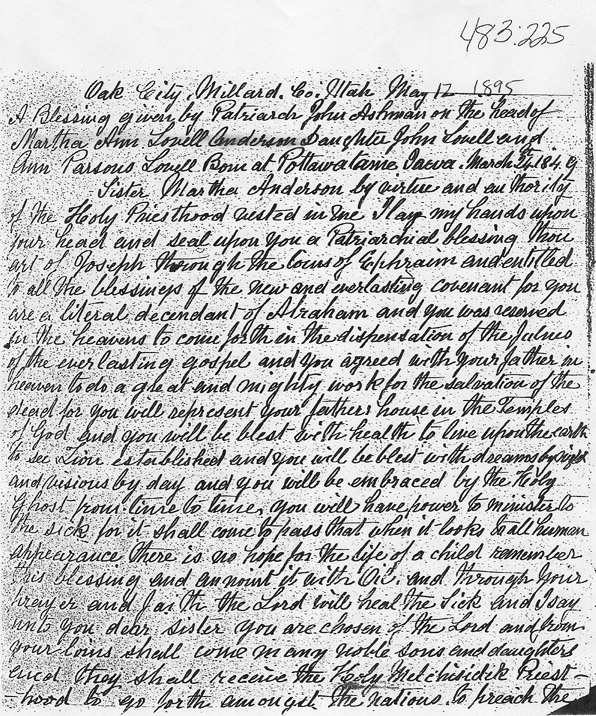 483:225
Oak City, Millard. Co. Utah May 12 1895
A Blessing given by Patriarch John Ashman on the head of
Martha Ann Lovell Anderson Daughter John Lovell and
Ann Parsons Lovell Born at Pottawatame Iaowa. March 24 184 9
Sister Martha Anderson by virtue and authority
of the Holy Priesthood vested in me I lay my hands upon
your head and seal upon you a Patriarchial blessing thou
art of Joseph through the loins of Ephraim and entitled
to all the blessings of the new and everlasting covenant for you
are a literal decendant of Abraham and you was reserved
in the heavens to come forth in the dispensation of the fulness
of the everlasting gospel and you agreed with your father in
heaven to do a great and mighty work for the salvation of the
dead for you will represent your fathers house in the Temples
of God and you will be blest with health to live upon the earth
to see Zion established and you will be blest with dreams by night
and visions by day and you will be embraced by the Holy
Ghost from time to time, you will have power to minister to
the sick for it shall come to pass that when it looks to all human
appearance there is no hope for the life of a child remember
this blessing and annoint it with Oil. and through your
prayer and faith the Lord will heal the Sick and I say
unto you dear sister you are chosen of the Lord and from
your loins shall come many noble sons and daughters
and they shall receive the Holy Melchisidik Priest-
-hood to go forth amongst the nations to preach the